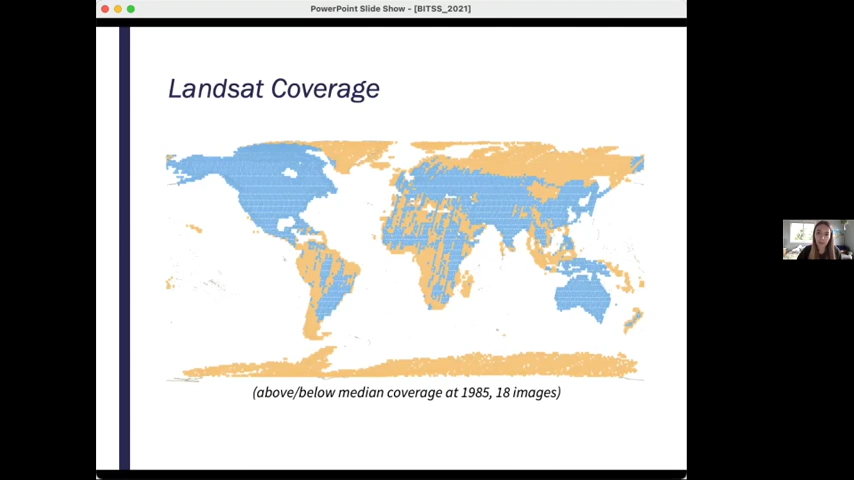 PowerPoint Slide Show - [BITSS_2021]
Landsat Coverage
(above/below median coverage at 1985, 18 images)